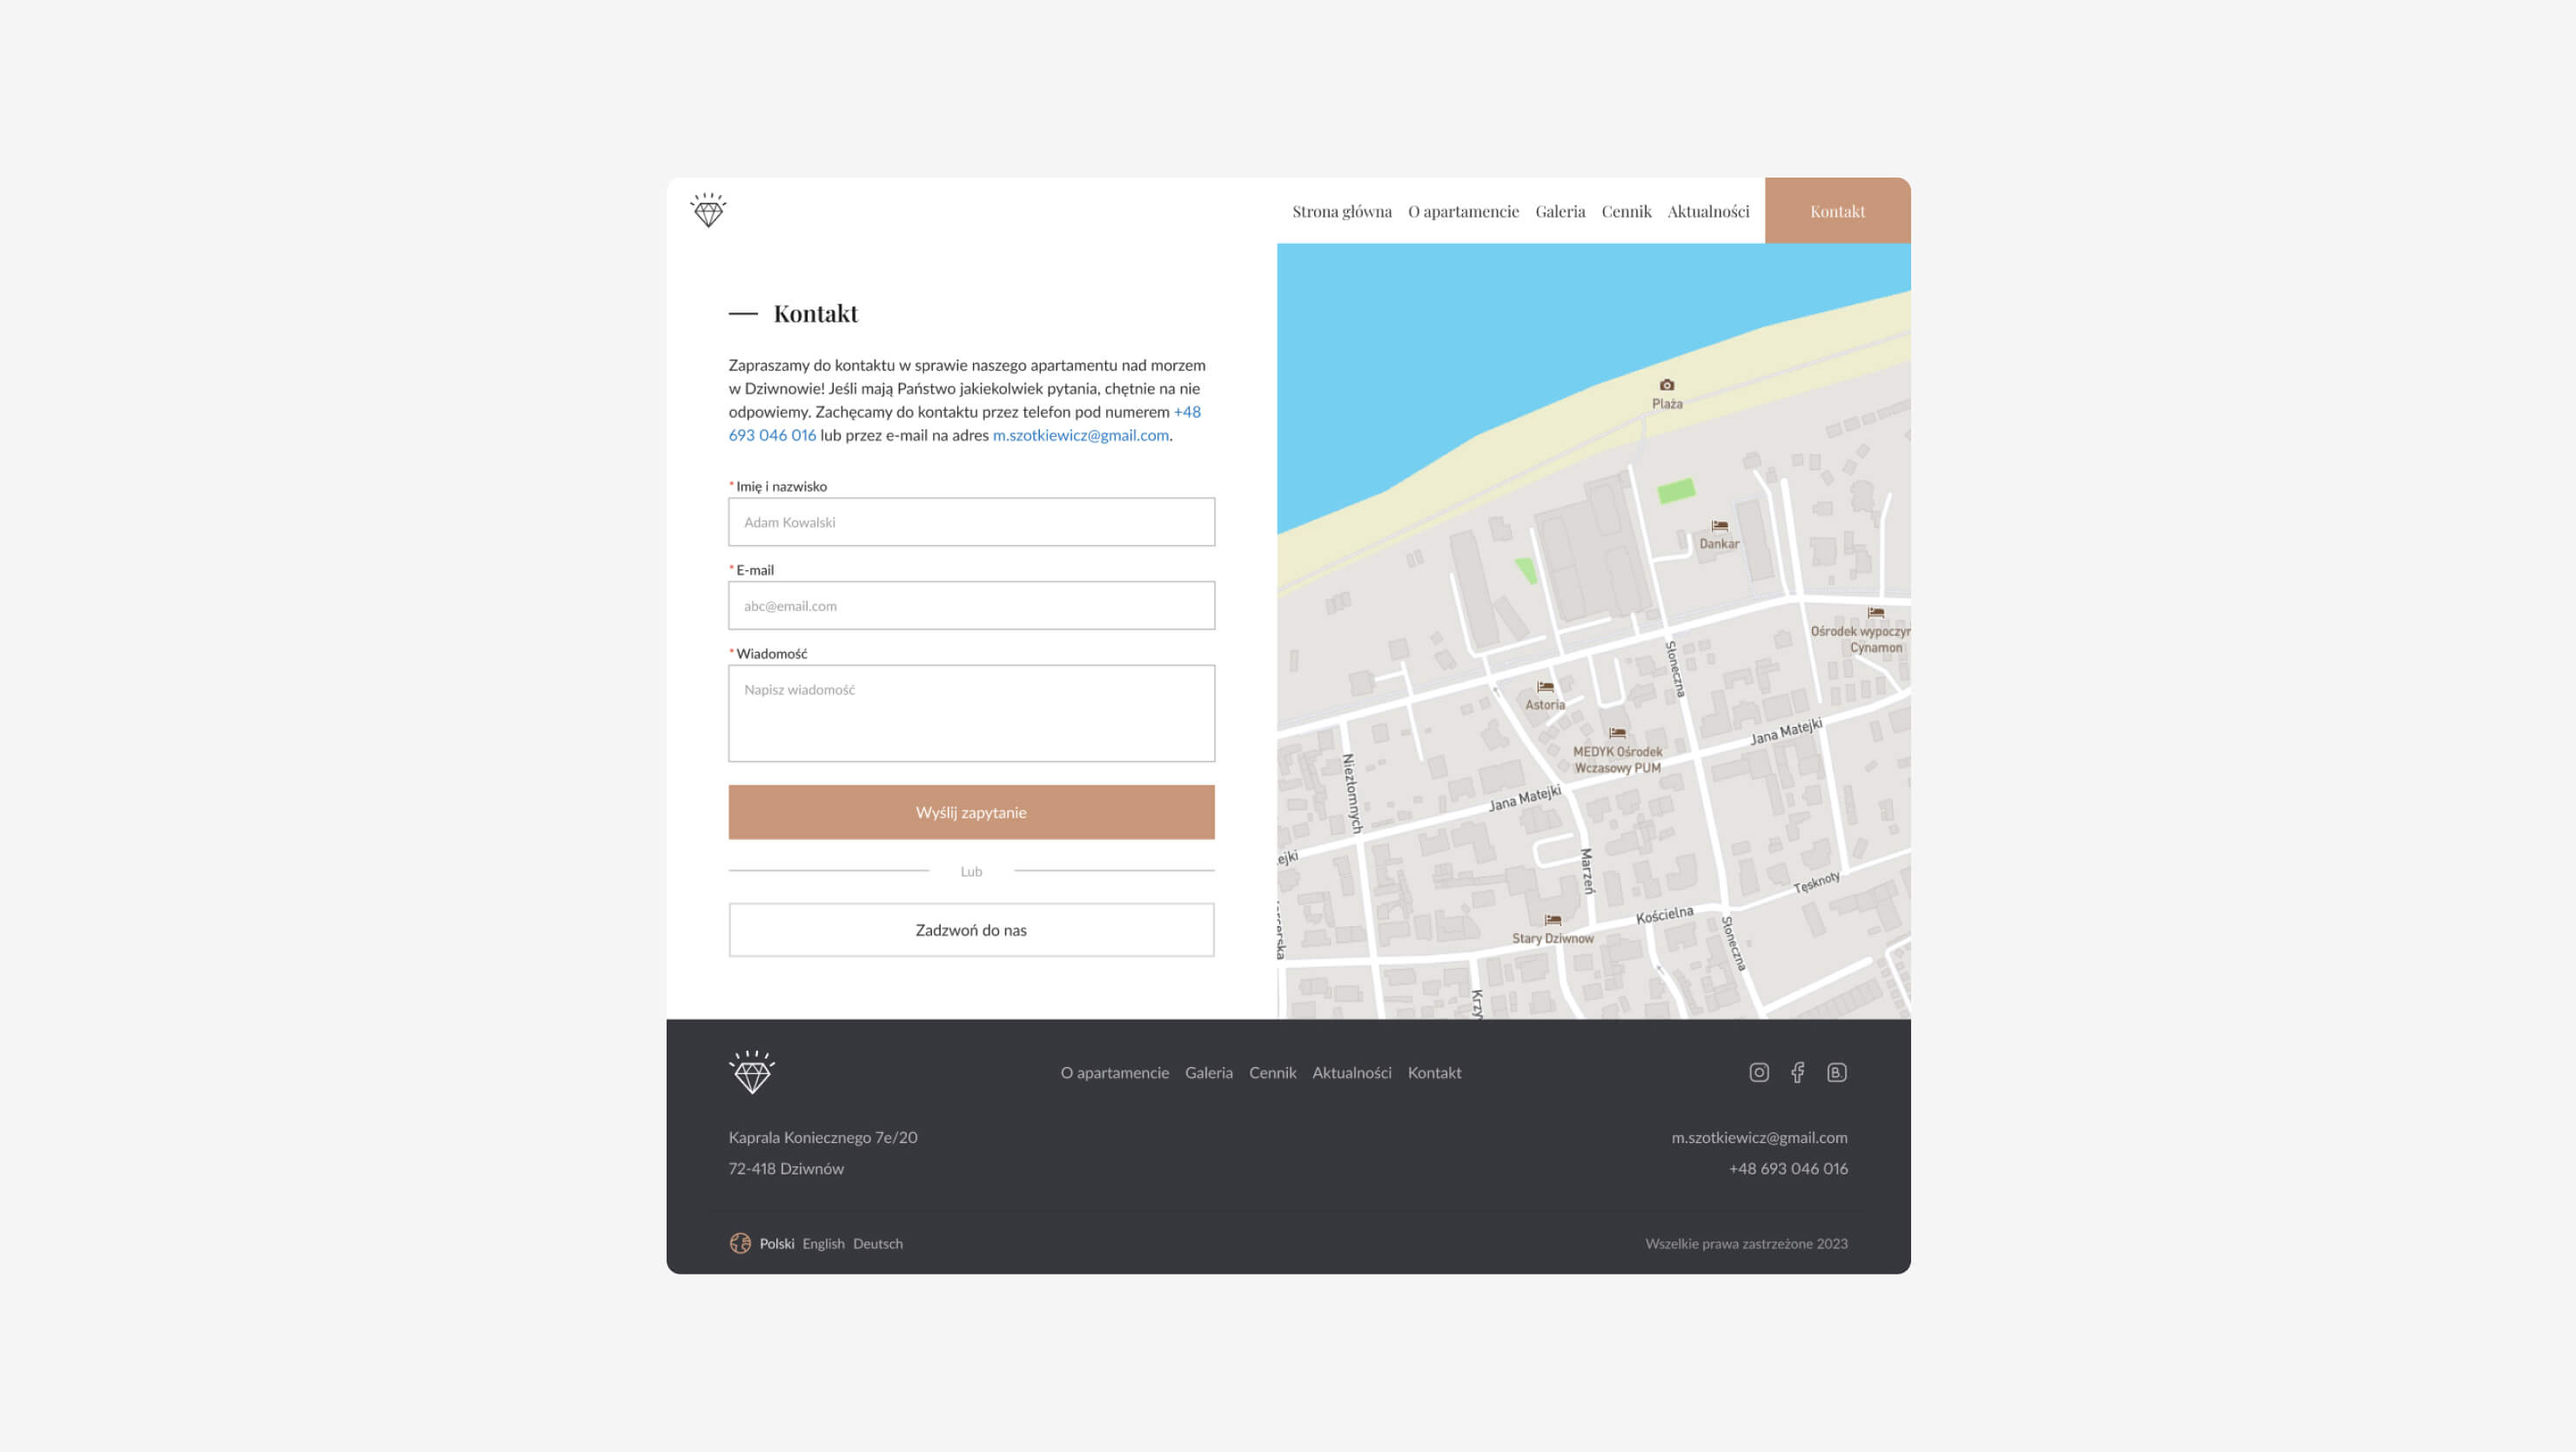 Strona główna O apartamencie Galeria Cennik Aktualności Kontakt
Kontakt
Zapraszamy do kontaktu w sprawie naszego apartamentu nad morzem
w Dziwnowie! Jeśli mają Państwo jakiekolwiek pytania, chętnie na nie
odpowiemy. Zachęcamy do kontaktu przez telefon pod numerem +48
693 046 016 lub przez e-mail na adres m.szotkiewicz@gmail.com.
* Imię i nazwisko
Adam Kowalski
* E-mail
abc@email.com
* Wiadomość
Napisz wiadomość
Wyślij zapytanie
Lub
Zadzwoń do nas
Plaża
Dankar
Ośrodek
Cynamon
Słoneczna
Astoria
MEDYK Ośrodek
Wczasowy PUM
Jana Matejki
Niezłomnych
Jana Matejki
ejki
Marzeń
Tęsknoty
Kościelna
Stary Dziwnow
Słoneczna
O apartamencie Galeria Cennik Aktualności Kontakt
B.
Kaprala Koniecznego 7e/20
72-418 Dziwnów
m.szotkiewicz@gmail.com
+48 693 046 016
Polski English Deutsch
Wszelkie prawa zastrzeżone 2023